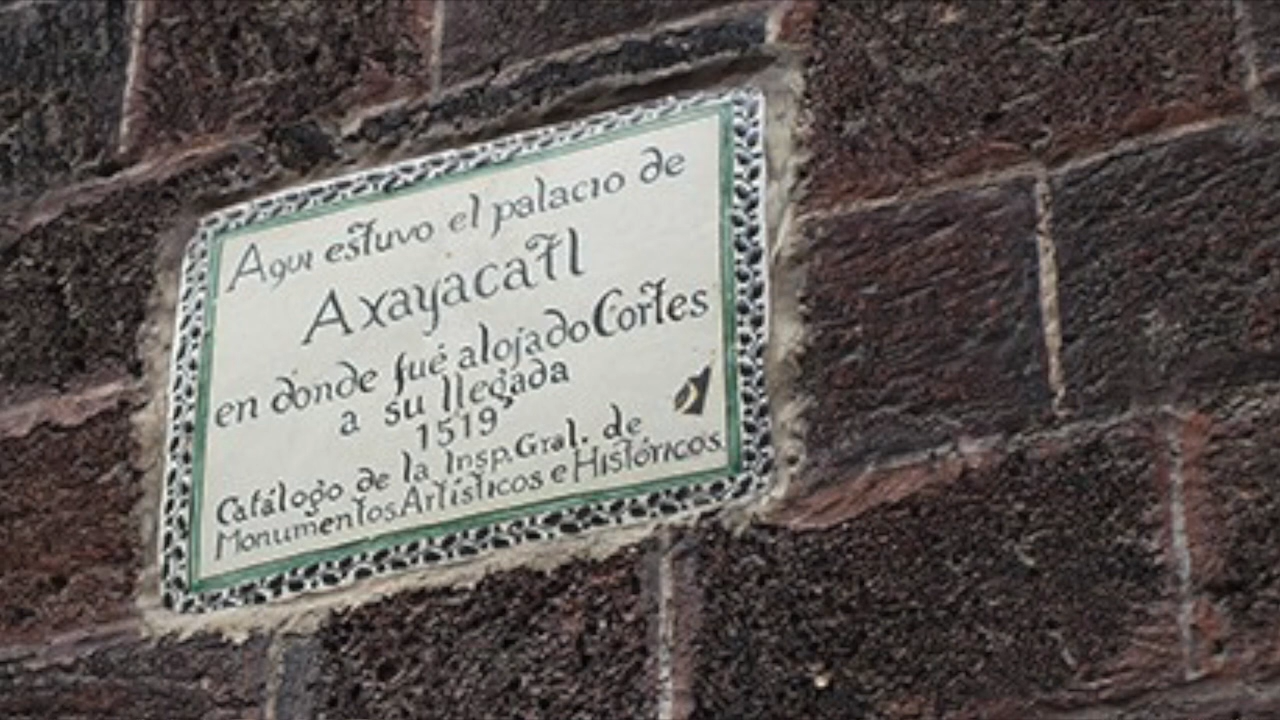 Aqui estuvo el palacio de
Axayacatl
en donde fué alojado Cortes
a su llegada
1519
Catálogo de la Insp. Gral. de
Monumentos Artísticos e Históricos.